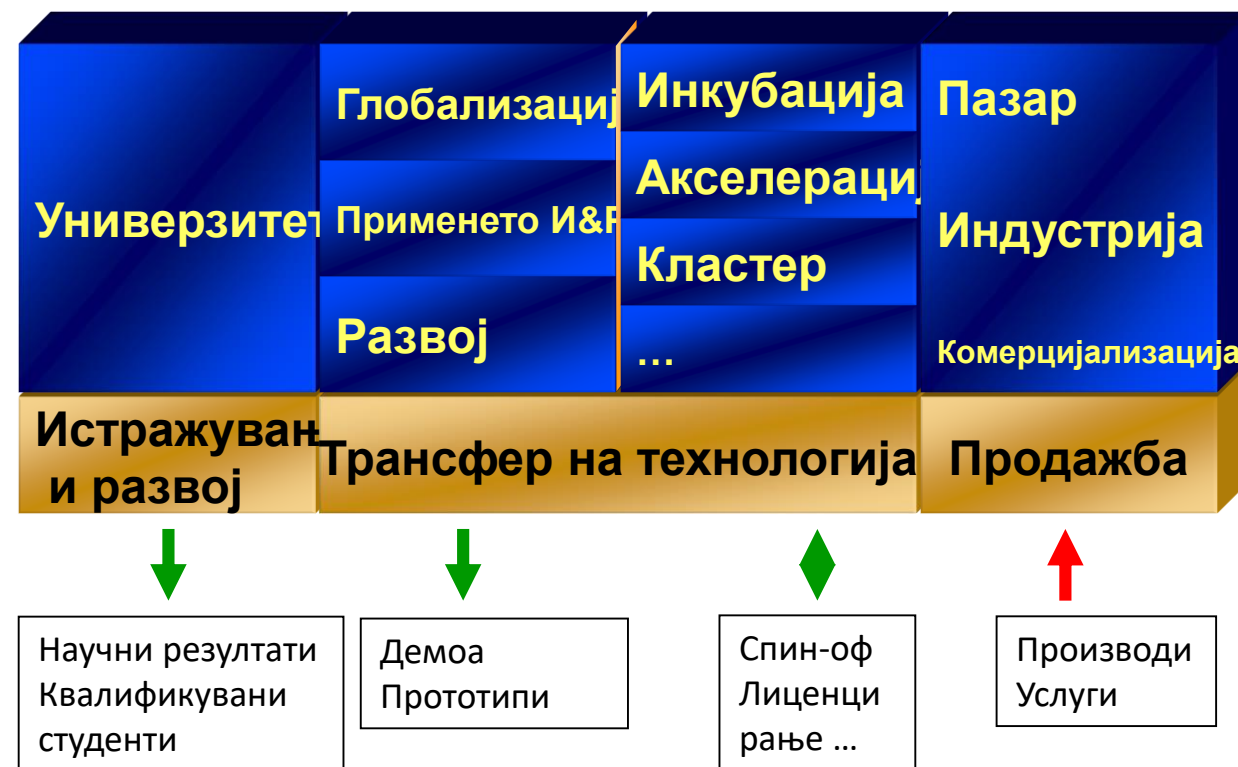 Универзитет
Глобализациј
Применето И&Р
Развој
Инкубација
Акселерациј
Кластер
...
Пазар
Индустрија
Комерцијализација
Истражувањ
и развој
Трансфер на технологија
Продажба
Научни резултати
Квалификувани
студенти
Демоа
Прототипи
Спин-оф
Лиценци
рање ...
Производи
Услуги